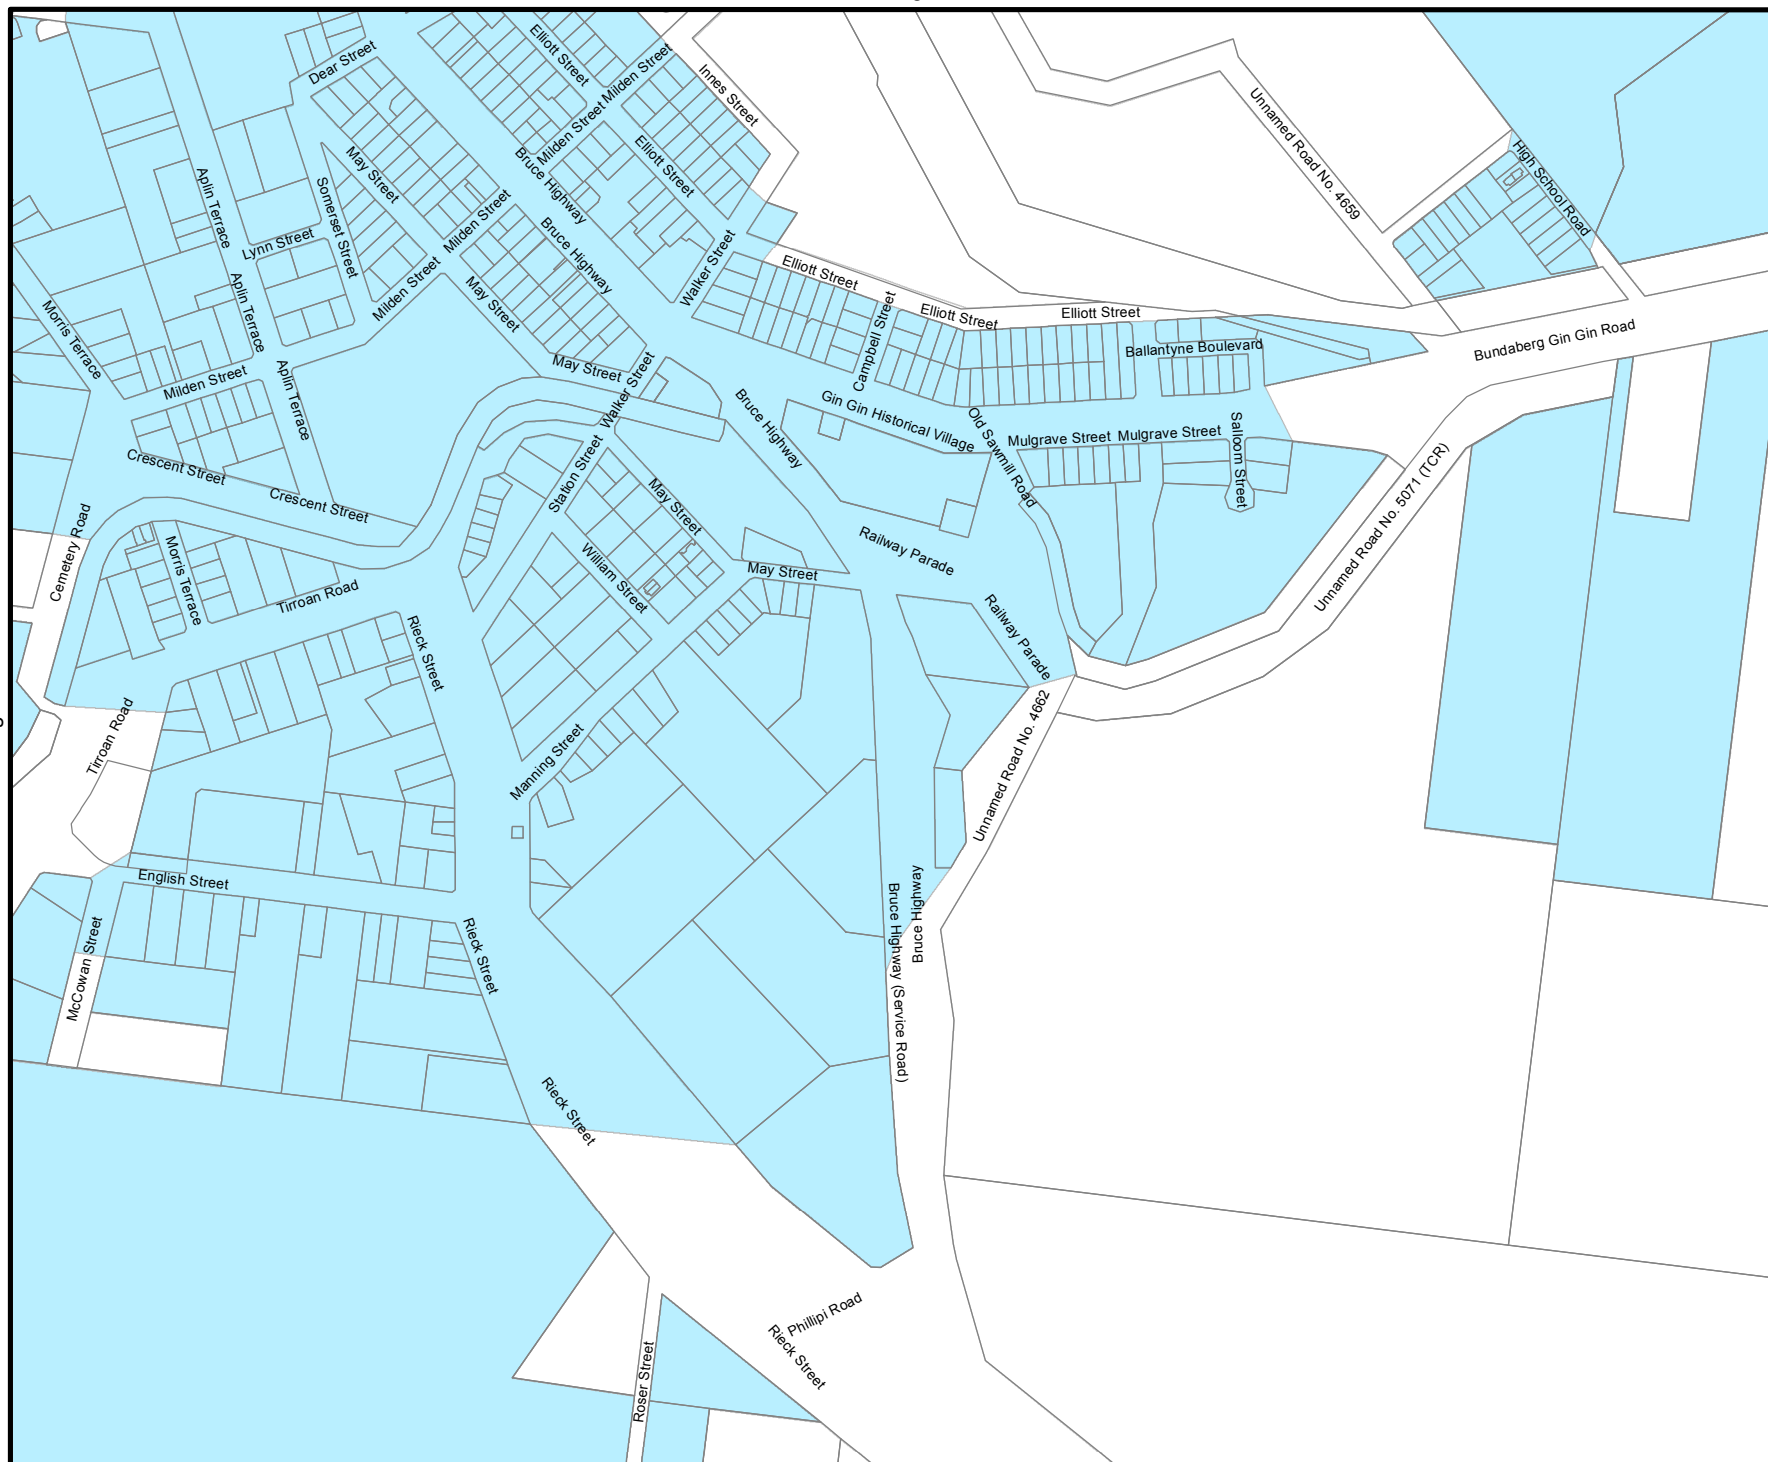 Elliott Street
Dear Street
Milden Street
Innes Street
Milden Street
Unnamed Road No. 4659
High School Road
May Street
Bruce Highway
Elliott Street
Aplin Terrace
Somerset Street
Milden Street
Lynn Street
Bruce Highway
Walker Street
Elliott Street
Milden Street
Aplin Terrace
May Street
Morris Terrace
Campbell Street
Elliott Street
Elliott Street
Bundaberg Gin Gin Road
Ballantyne Boulevard
May Street
Walker Street
Milden Street
Aplin Terrace
Bruce Highway
Gin Gin Historical Village
Old Sawmill Road
Mulgrave Street
Mulgrave Street
Salloom Street
Crescent Street
Station Street
Crescent Street
May Street
Unnamed Road No. 5071 (TCR)
Cemetery Road
Morris Terrace
Railway Parade
William Street
May Street
Tirroan Road
Rieck Street
Railway Parade
Tirroan Road
Manning Street
Unnamed Road No. 4662
English Street
Bruce Highway
Bruce Highway (Service Road)
Rieck Street
McCowan Street
Rieck Street
Phillipi Road
Rieck Street
Roser Street